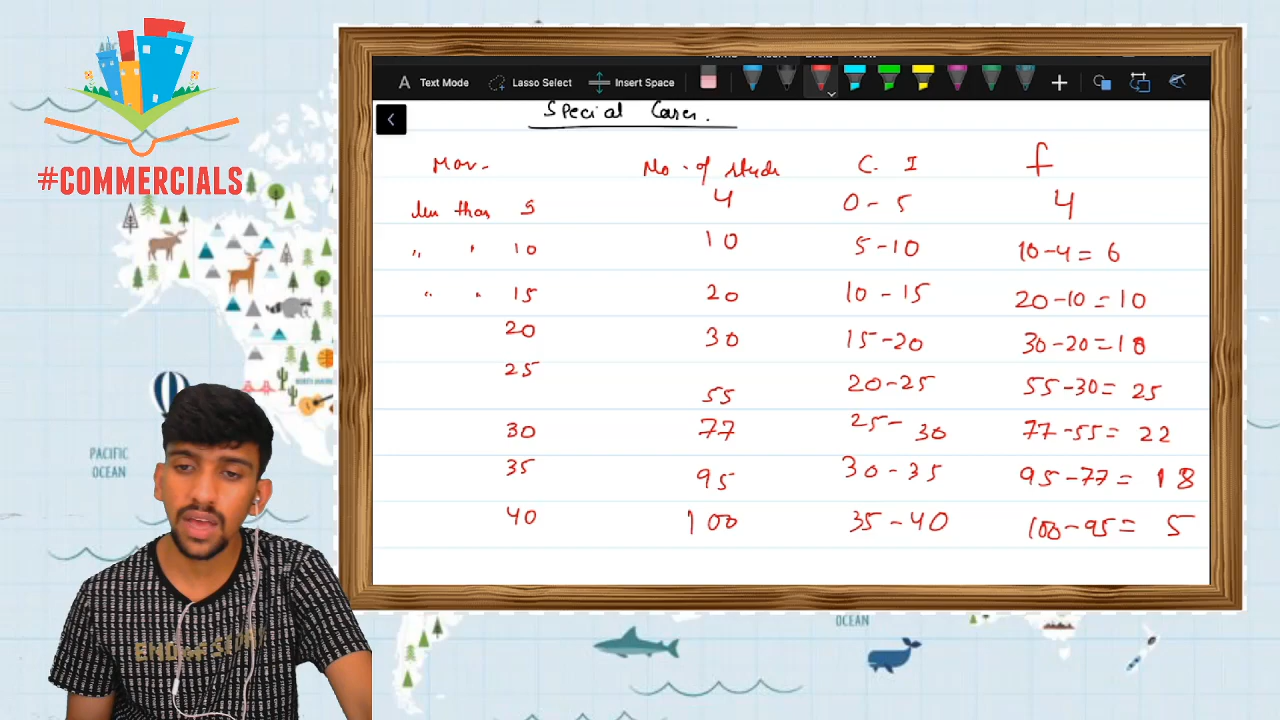 #COMMERCIALS
A Text Mode Lasso Select Insert Space
Special Cases.
Mar- No. of stude C. I f
less than 5 4 0-5 4
" " 10 10 5-10 10-4=6
" " 15 20 10-15 20-10=10
20 30 15-20 30-20=10
25 55 20-25 55-30=25
30 77 25-30 77-55=22
35 95 30-35 95-77=18
40 100 35-40 100-95=5
PACIFIC
OCEAN
OCEAN